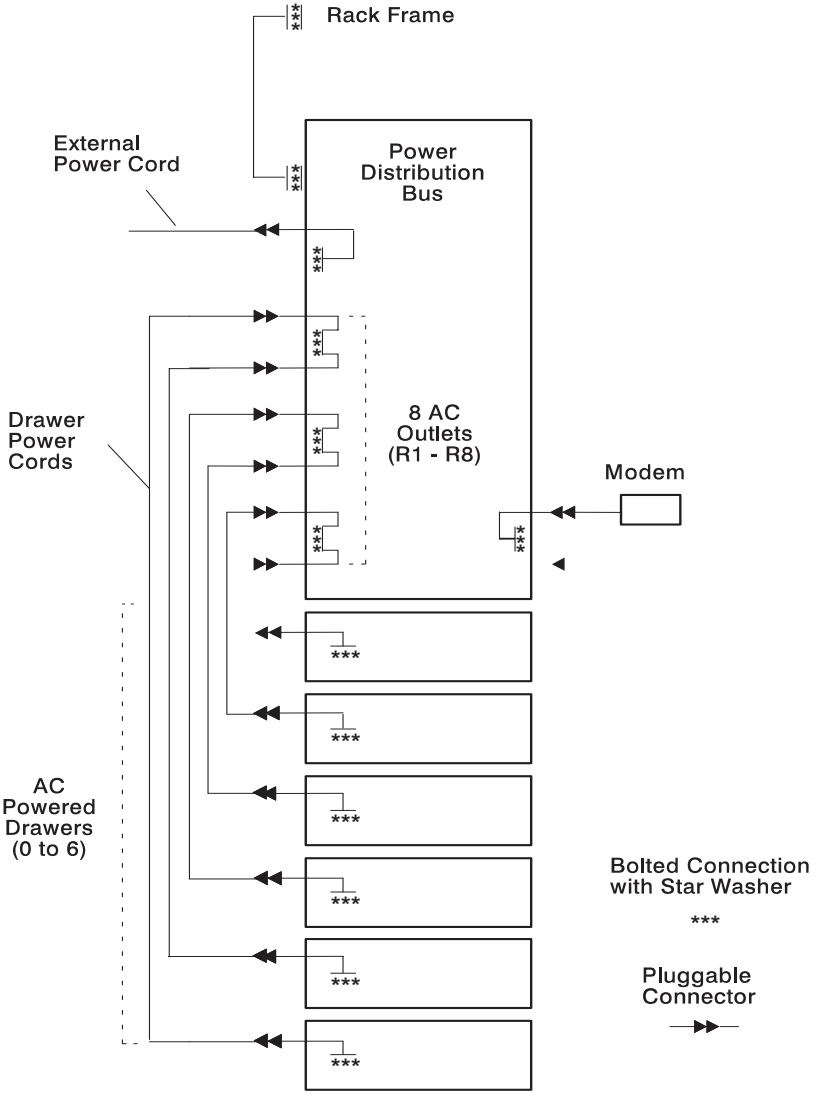 ***
Rack Frame
External
Power Cord
***
Power
Distribution
Bus
***
***
Drawer
Power
Cords
***
8 AC
Outlets
(R1 - R8)
Modem
***
***
***
***
***
AC
Powered
Drawers
(0 to 6)
***
***
Bolted Connection
with Star Washer
***
***
Pluggable
Connector
***